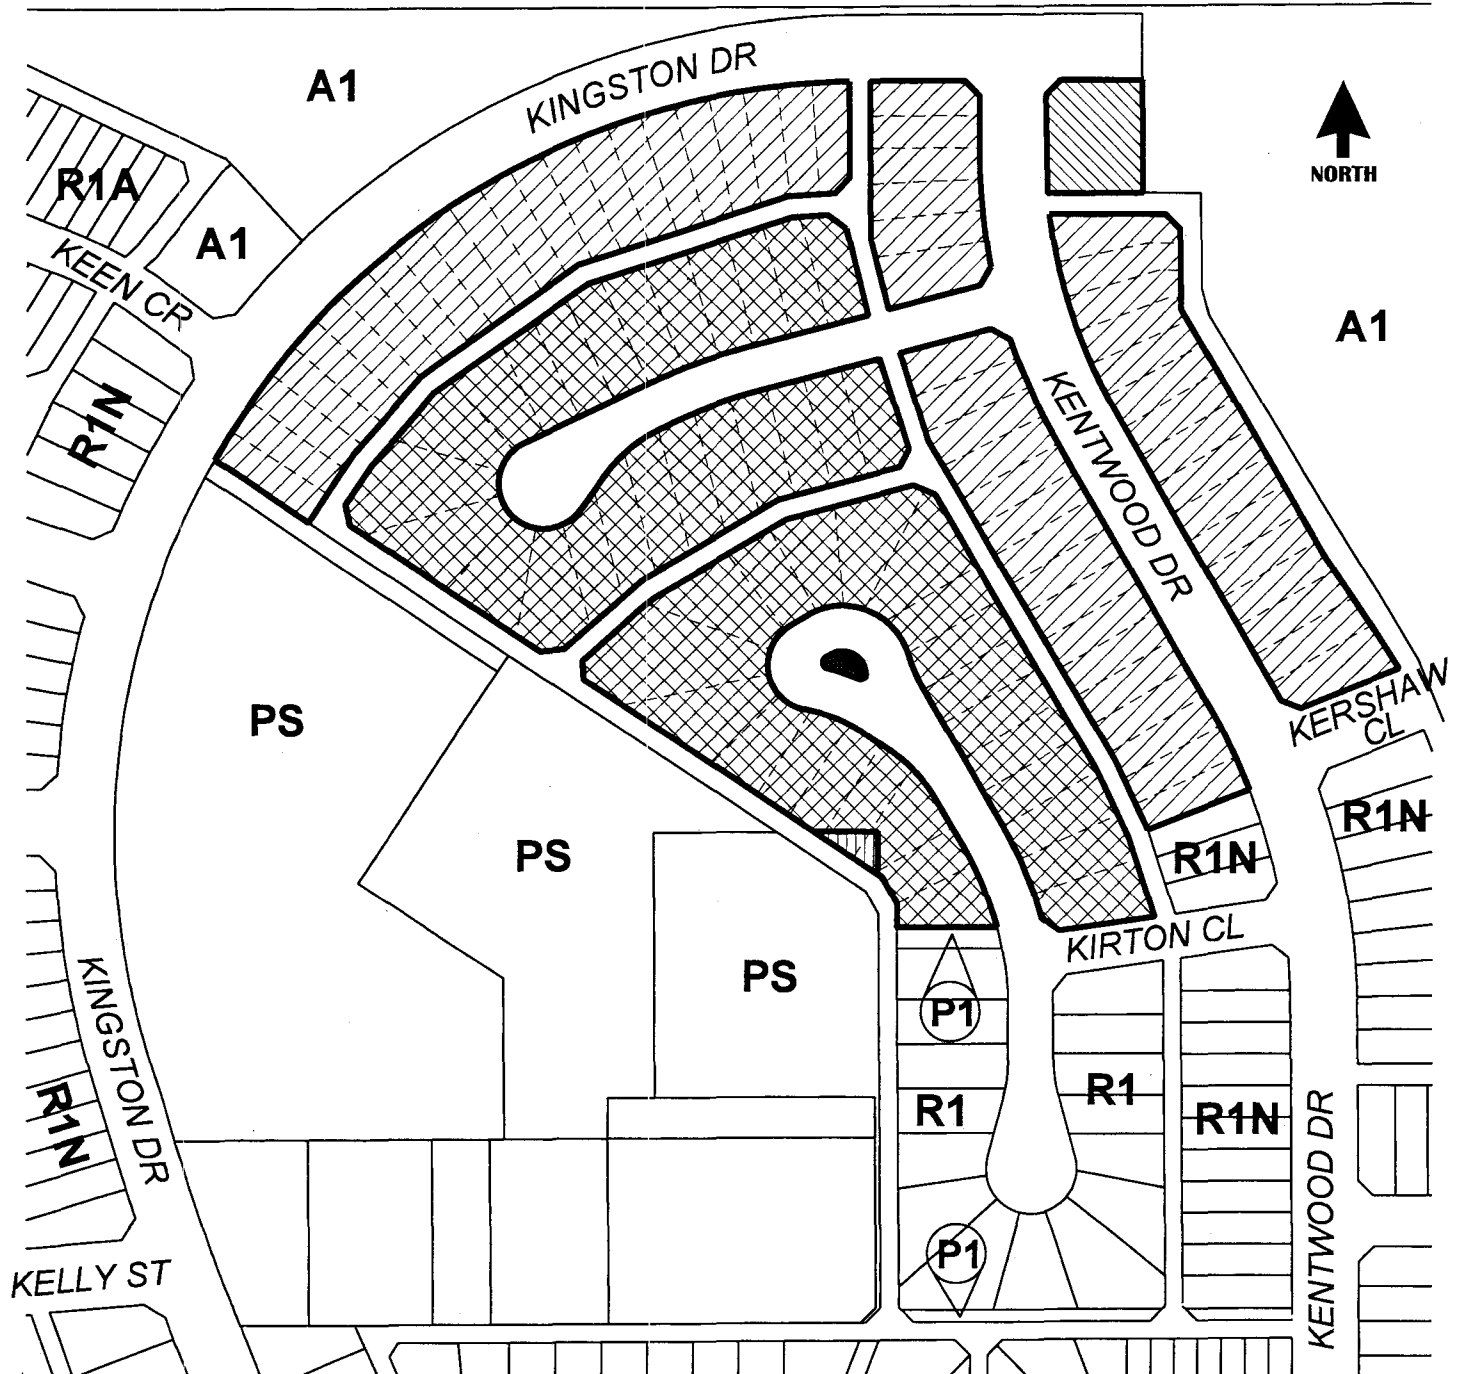 KINGSTON DR
A1
NORTH
R1A
A1
KEEN CR
A1
R1N
KENTWOOD DR
KERSHAW
CL
PS
R1N
PS
R1N
KIRTON CL
PS
P1
KINGSTON DR
R1
R1
R1N
R1N
KENTWOOD DR
P1
KELLY ST